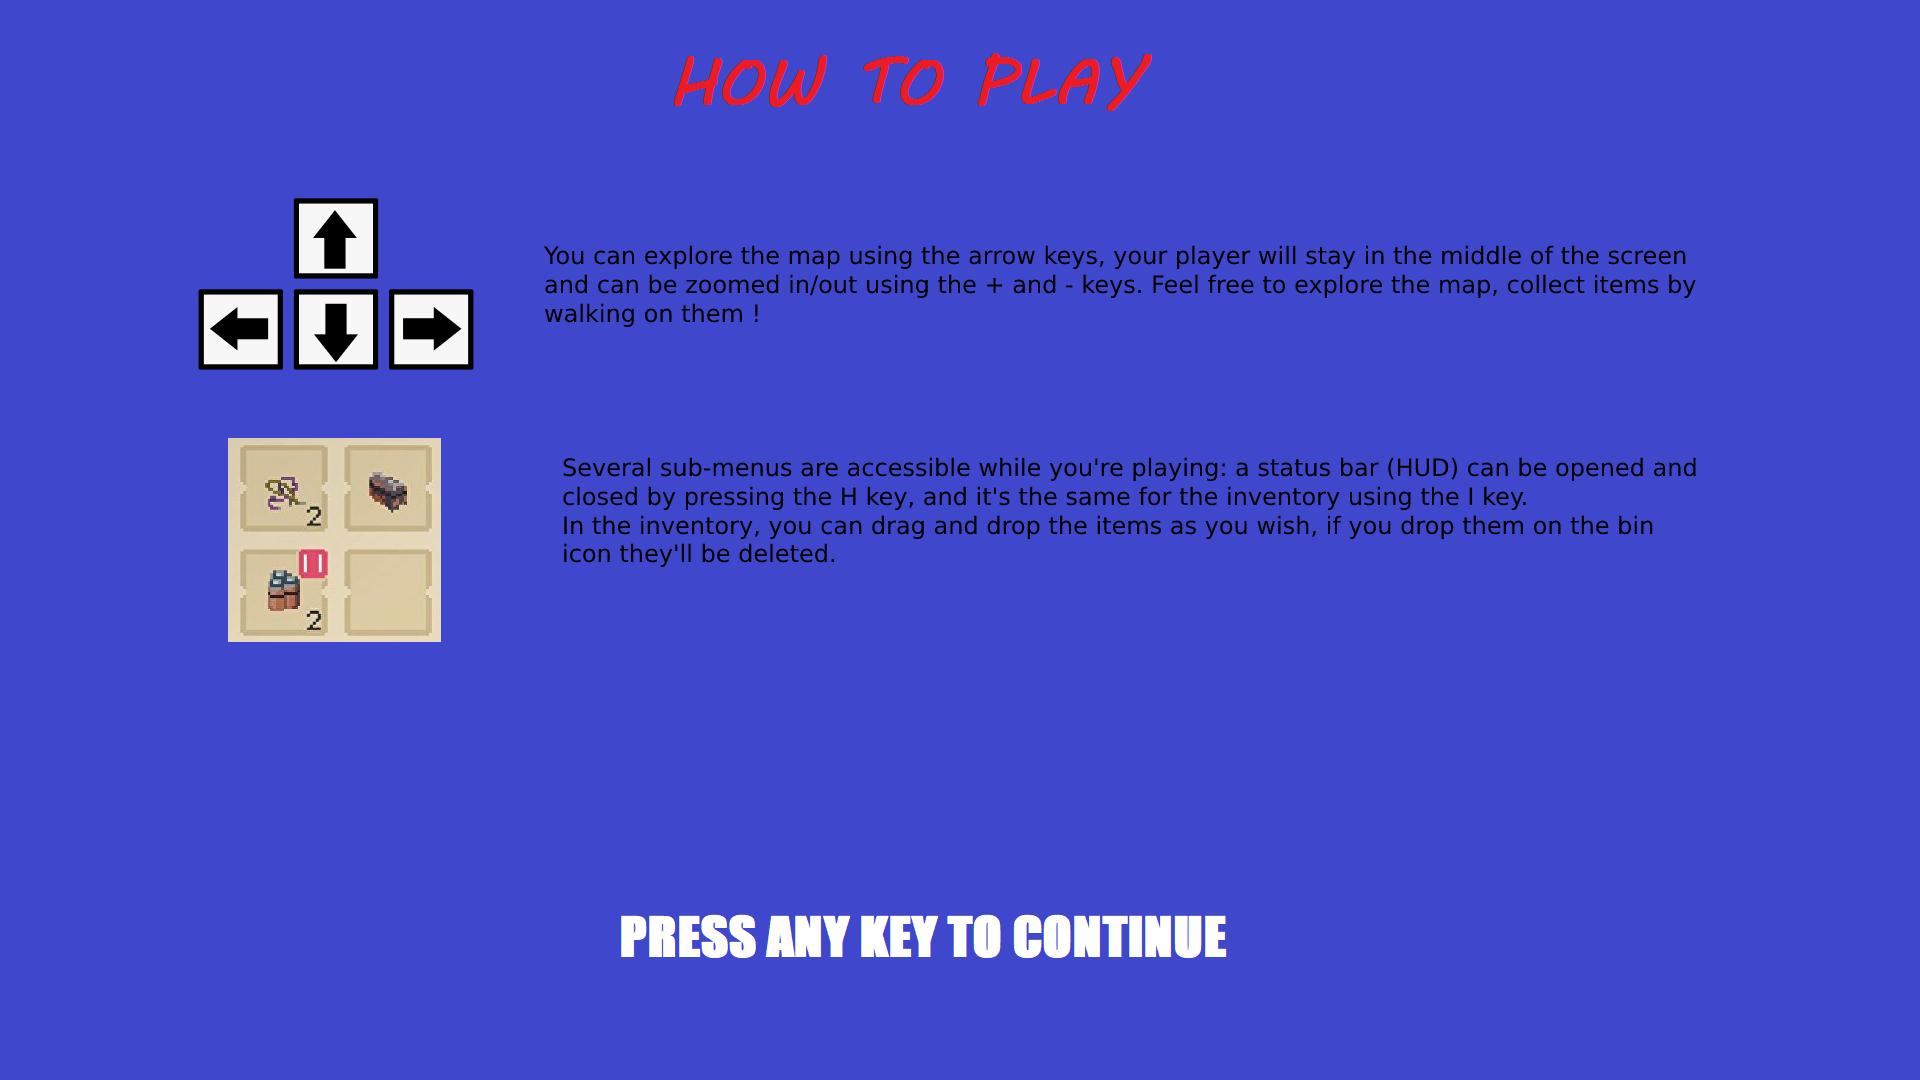 HOW TO PLAY
You can explore the map using the arrow keys, your player will stay in the middle of the screen
and can be zoomed in/out using the + and - keys. Feel free to explore the map, collect items by
walking on them !
Several sub-menus are accessible while you're playing: a status bar (HUD) can be opened and
closed by pressing the H key, and it's the same for the inventory using the I key.
In the inventory, you can drag and drop the items as you wish, if you drop them on the bin
icon they'll be deleted.
2
2
PRESS ANY KEY TO CONTINUE